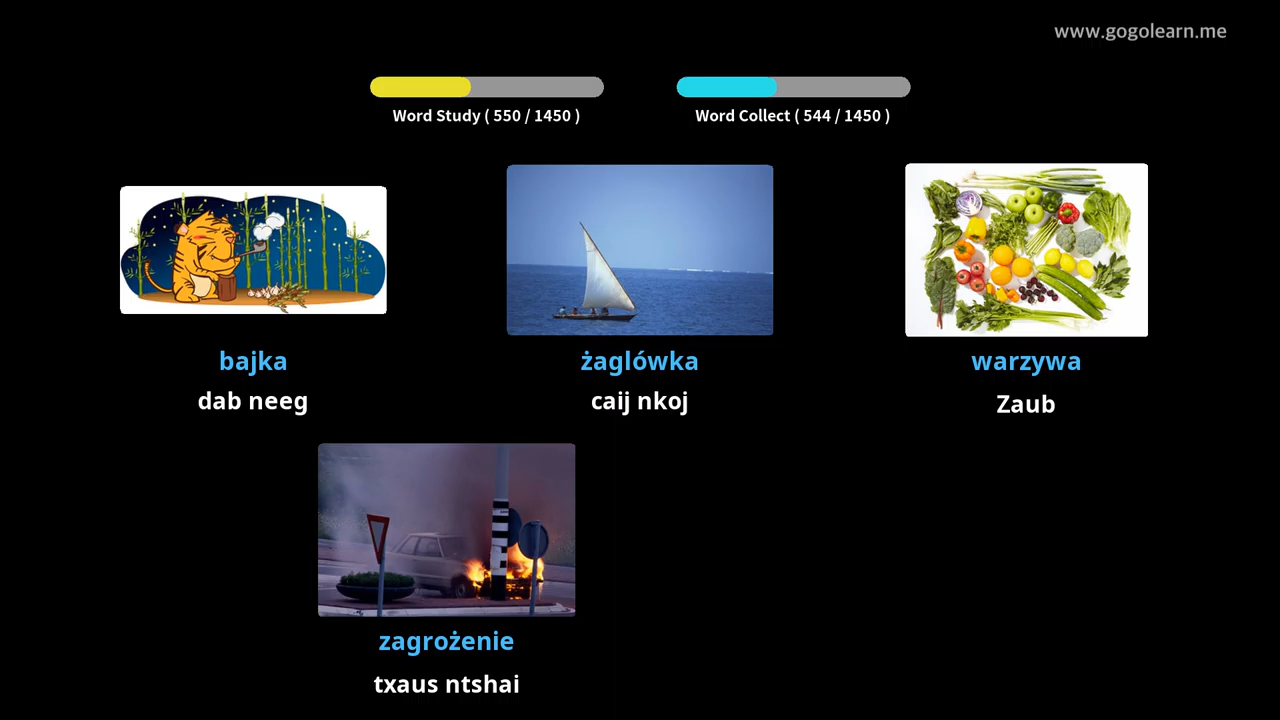 www.gogolearn.me
Word Study ( 550 / 1450 )
Word Collect ( 544 / 1450 )
bajka
dab neeg
żaglówka
caij nkoj
warzywa
Zaub
zagrożenie
txaus ntshai